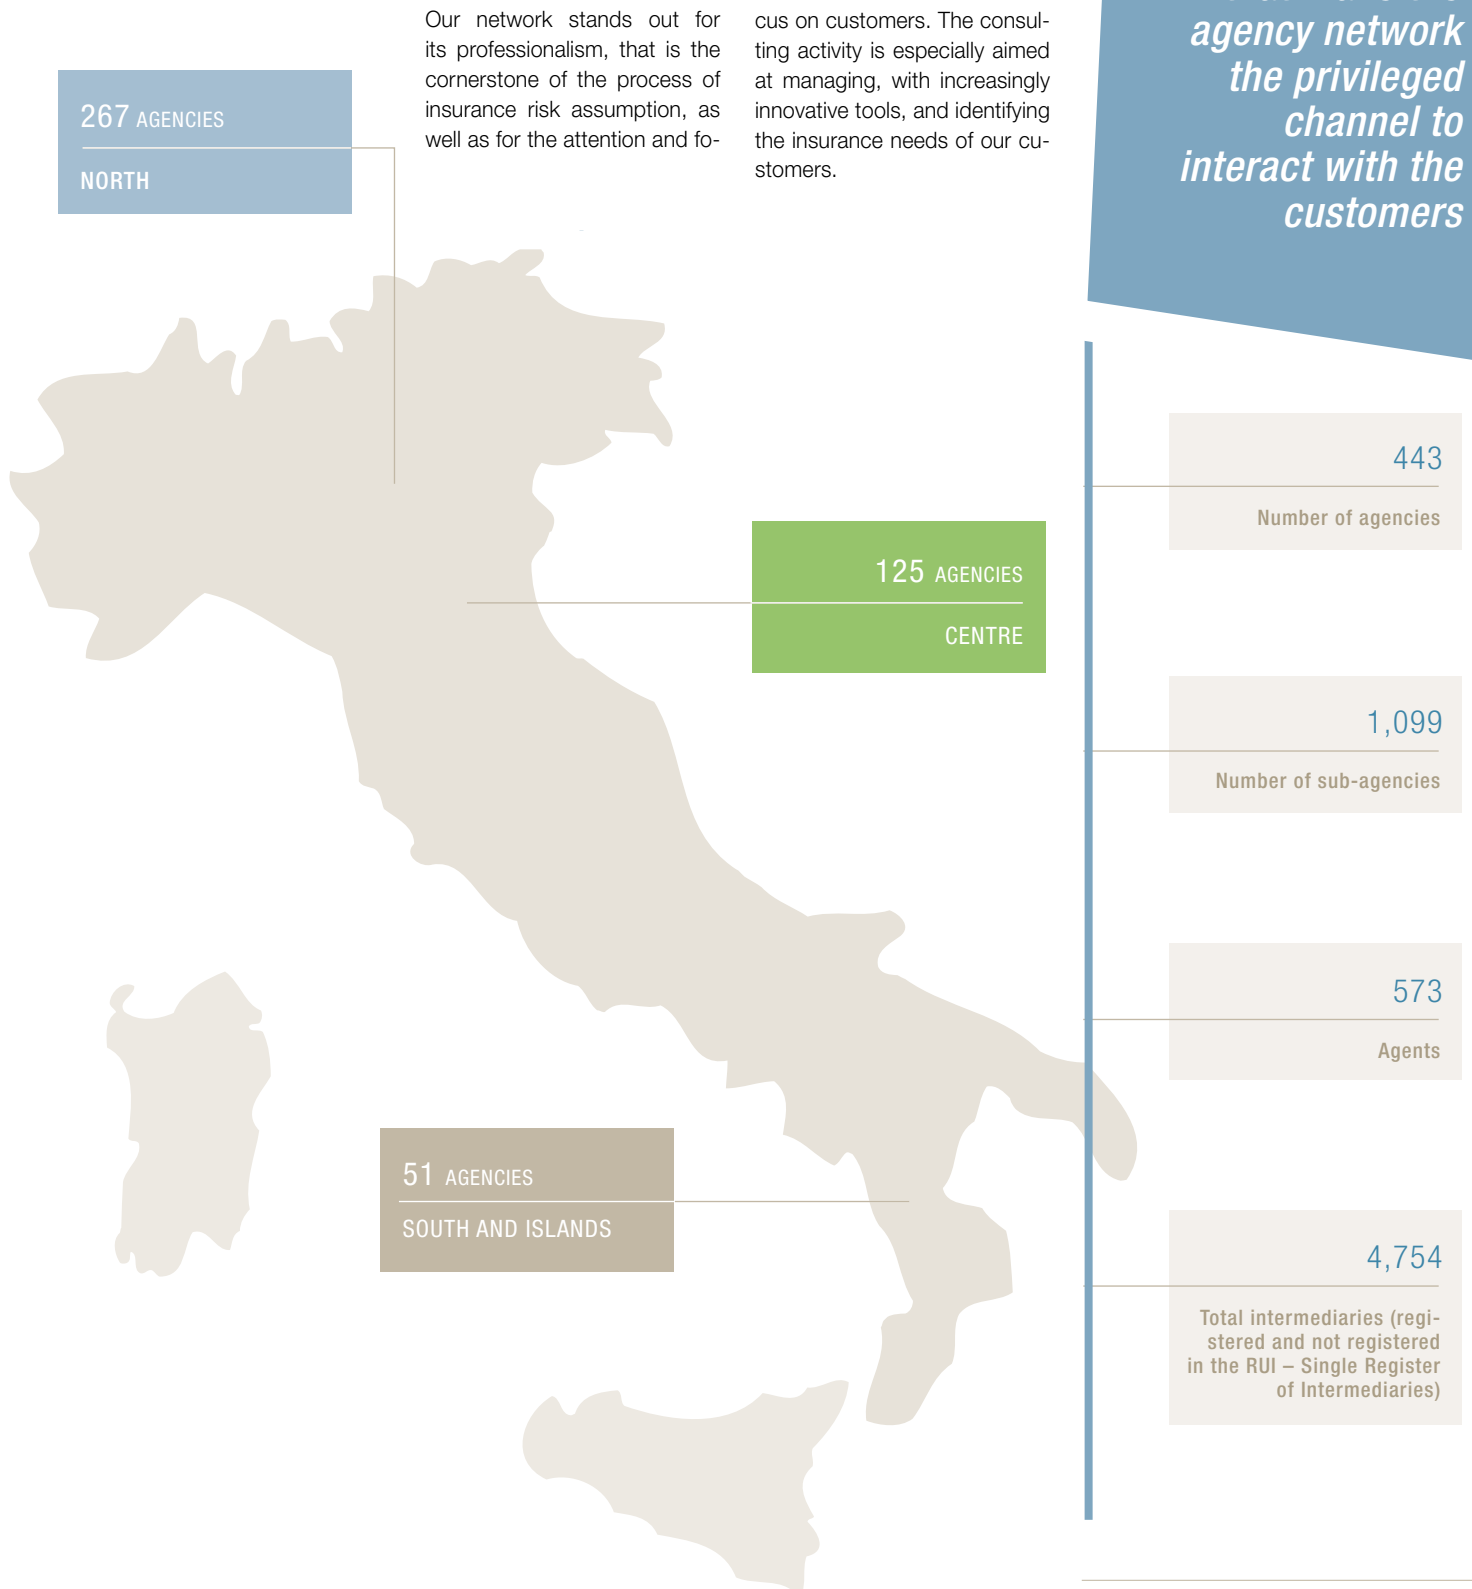 Our network stands out for
its professionalism, that is the
cornerstone of the process of
insurance risk assumption, as
well as for the attention and fo-
cus on customers. The consul-
ting activity is especially aimed
at managing, with increasingly
innovative tools, and identifying
the insurance needs of our cu-
stomers.
agency network
the privileged
channel to
interact with the
customers
267 AGENCIES
NORTH
125 AGENCIES
CENTRE
51 AGENCIES
SOUTH AND ISLANDS
443
Number of agencies
1,099
Number of sub-agencies
573
Agents
4,754
Total intermediaries (regi-
stered and not registered
in the RUI – Single Register
of Intermediaries)